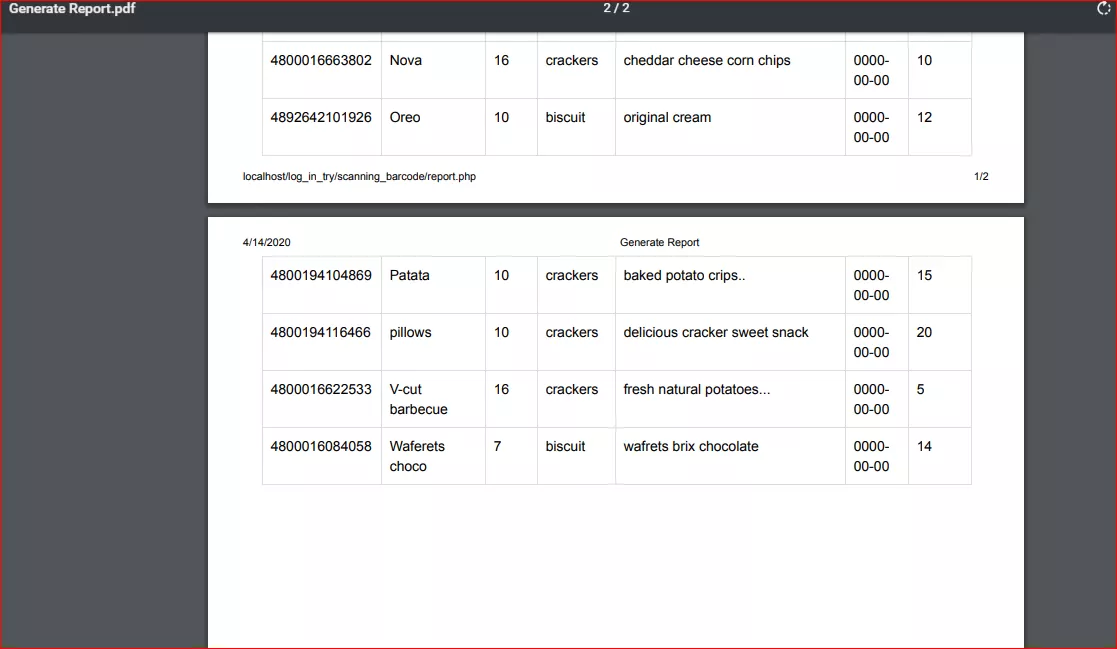 Generate Report.pdf 2 / 2
4800016663802 Nova 16 crackers cheddar cheese corn chips 0000- 10
00-00
4892642101926 Oreo 10 biscuit original cream 0000- 12
00-00
localhost/log_in_try/scanning_barcode/report.php 1/2
4/14/2020 Generate Report
4800194104869 Patata 10 crackers baked potato crips.. 0000- 15
00-00
4800194116466 pillows 10 crackers delicious cracker sweet snack 0000- 20
00-00
4800016622533 V-cut 16 crackers fresh natural potatoes... 0000- 5
barbecue 00-00
4800016084058 Waferets 7 biscuit wafrets brix chocolate 0000- 14
choco 00-00